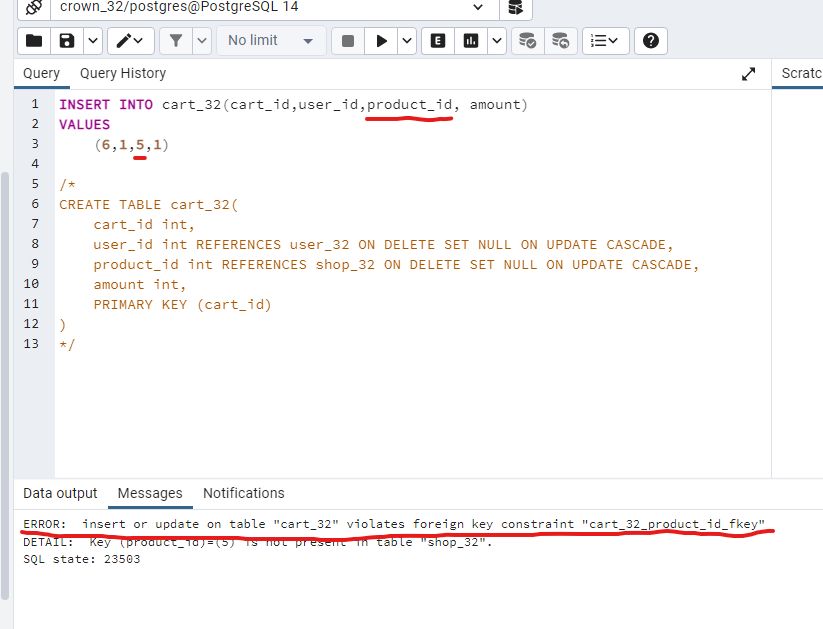 crown_32/postgres@PostgreSQL 14
No limit
E
Query Query History
Scratc
1 INSERT INTO cart_32(cart_id,user_id,product_id, amount)
2 VALUES
3 (6,1,5,1)
4
5 /*
6 CREATE TABLE cart_32(
7 cart_id int,
8 user_id int REFERENCES user_32 ON DELETE SET NULL ON UPDATE CASCADE,
9 product_id int REFERENCES shop_32 ON DELETE SET NULL ON UPDATE CASCADE,
10 amount int,
11 PRIMARY KEY (cart_id)
12 )
13 */
Data output Messages Notifications
ERROR: insert or update on table "cart_32" violates foreign key constraint "cart_32_product_id_fkey"
DETAIL: Key (product_id)=(5) is not present in table "shop_32".
SQL state: 23503